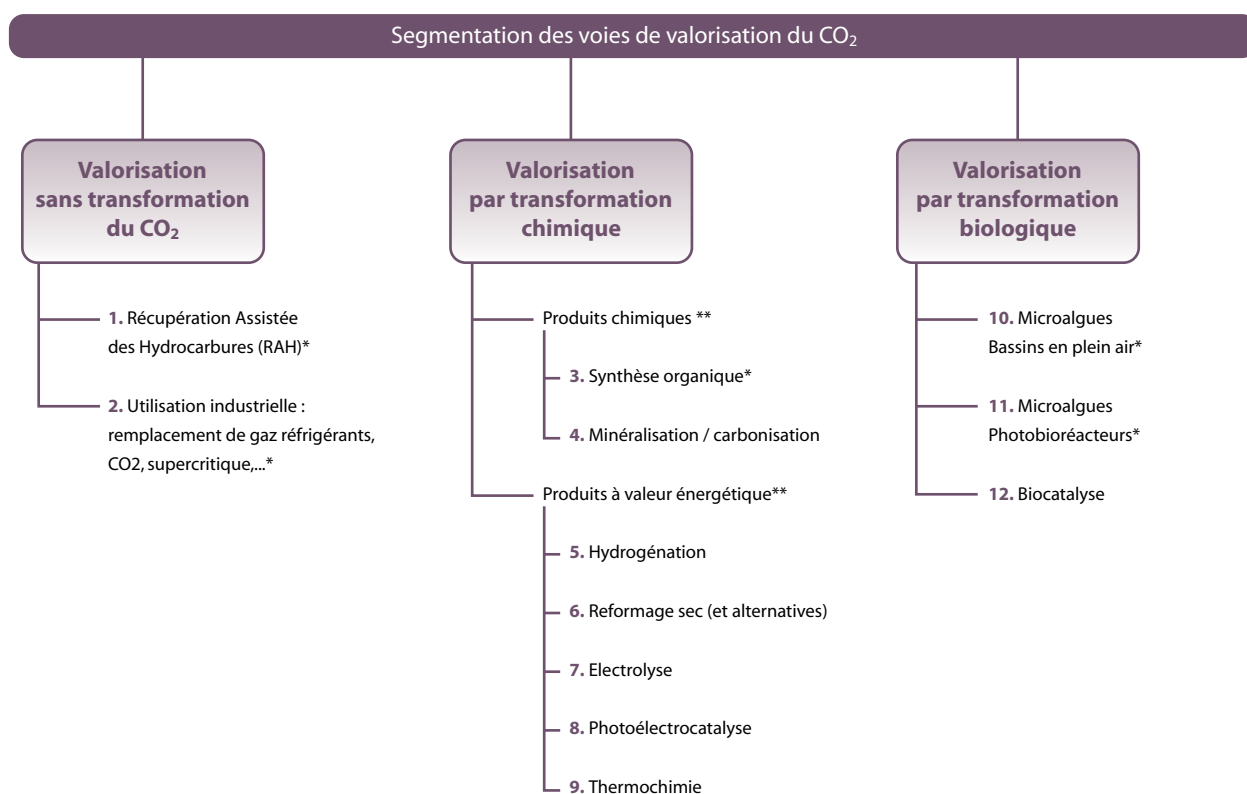 Segmentation des voies de valorisation du CO₂
Valorisation
sans transformation
du CO₂
1. Récupération Assistée
des Hydrocarbures (RAH)*
2. Utilisation industrielle :
remplacement de gaz réfrigérants,
CO2, supercritique,...*
Valorisation
par transformation
chimique
Produits chimiques **
3. Synthèse organique*
4. Minéralisation / carbonisation
Produits à valeur énergétique**
5. Hydrogénation
6. Reformage sec (et alternatives)
7. Electrolyse
8. Photoélectrocatalyse
9. Thermochimie
Valorisation
par transformation
biologique
10. Microalgues
Bassins en plein air*
11. Microalgues
Photobioréacteurs*
12. Biocatalyse